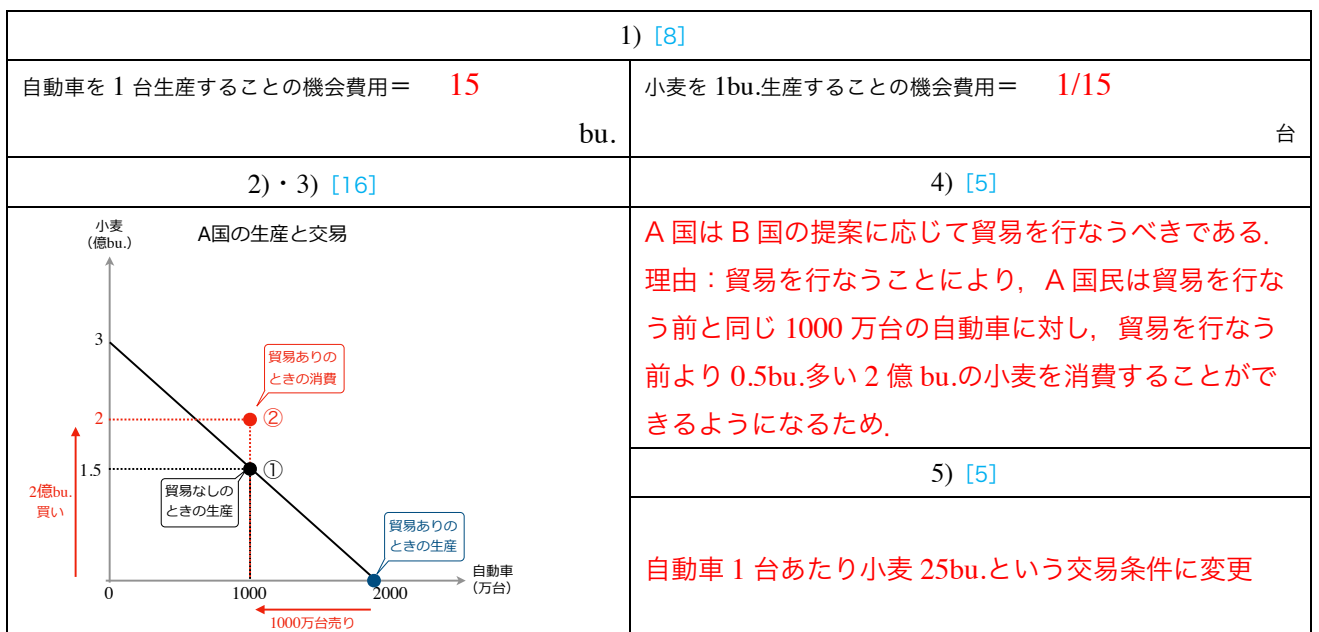 1) [8]
自動車を 1 台生産することの機会費用＝ 15
bu.
小麦を 1bu.生産することの機会費用＝ 1/15
台
2)・3) [16]
小麦
（億bu.）
A国の生産と交易
3
貿易ありの
ときの消費
2
②
1.5
①
2億bu.
買い
貿易なしの
ときの生産
貿易ありの
ときの生産
自動車
（万台）
0
1000
2000
1000万台売り
4) [5]
A 国は B 国の提案に応じて貿易を行なうべきである．
理由：貿易を行なうことにより，A 国民は貿易を行な
う前と同じ 1000 万台の自動車に対し，貿易を行なう
前より 0.5bu.多い 2 億 bu.の小麦を消費することがで
きるようになるため．
5) [5]
自動車 1 台あたり小麦 25bu.という交易条件に変更